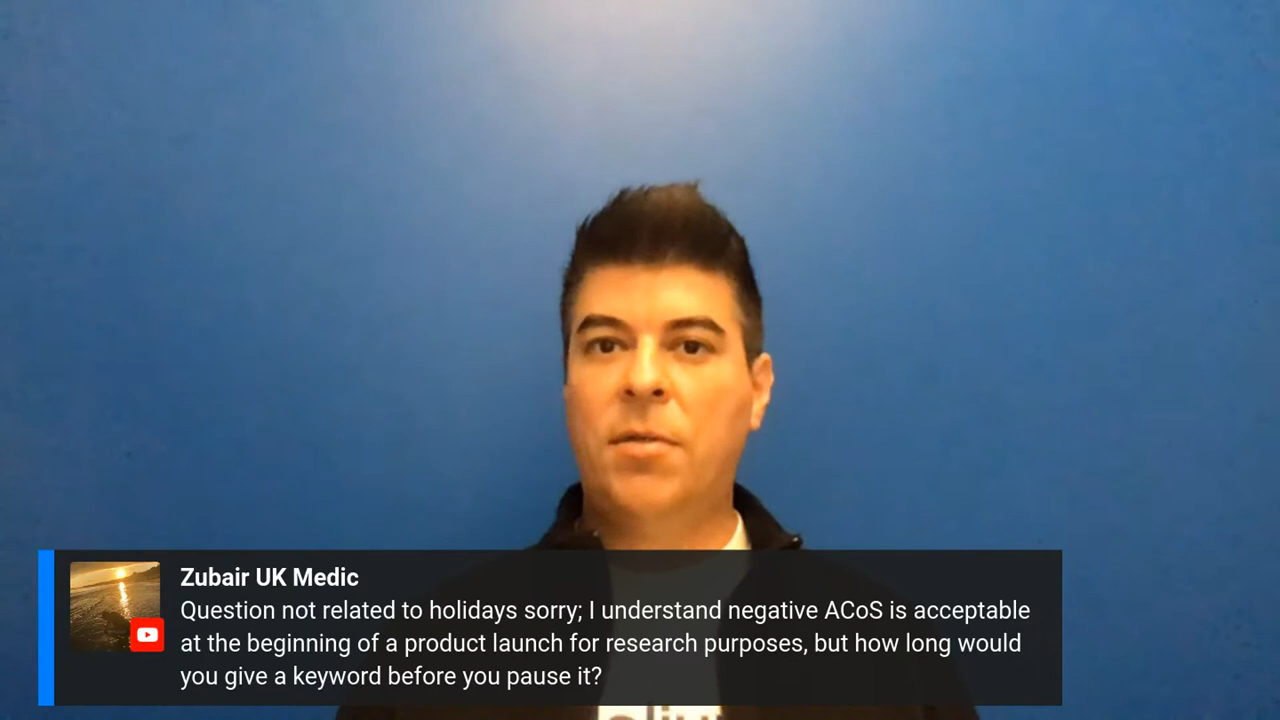 Zubair UK Medic
Question not related to holidays sorry; I understand negative ACoS is acceptable
at the beginning of a product launch for research purposes, but how long would
you give a keyword before you pause it?